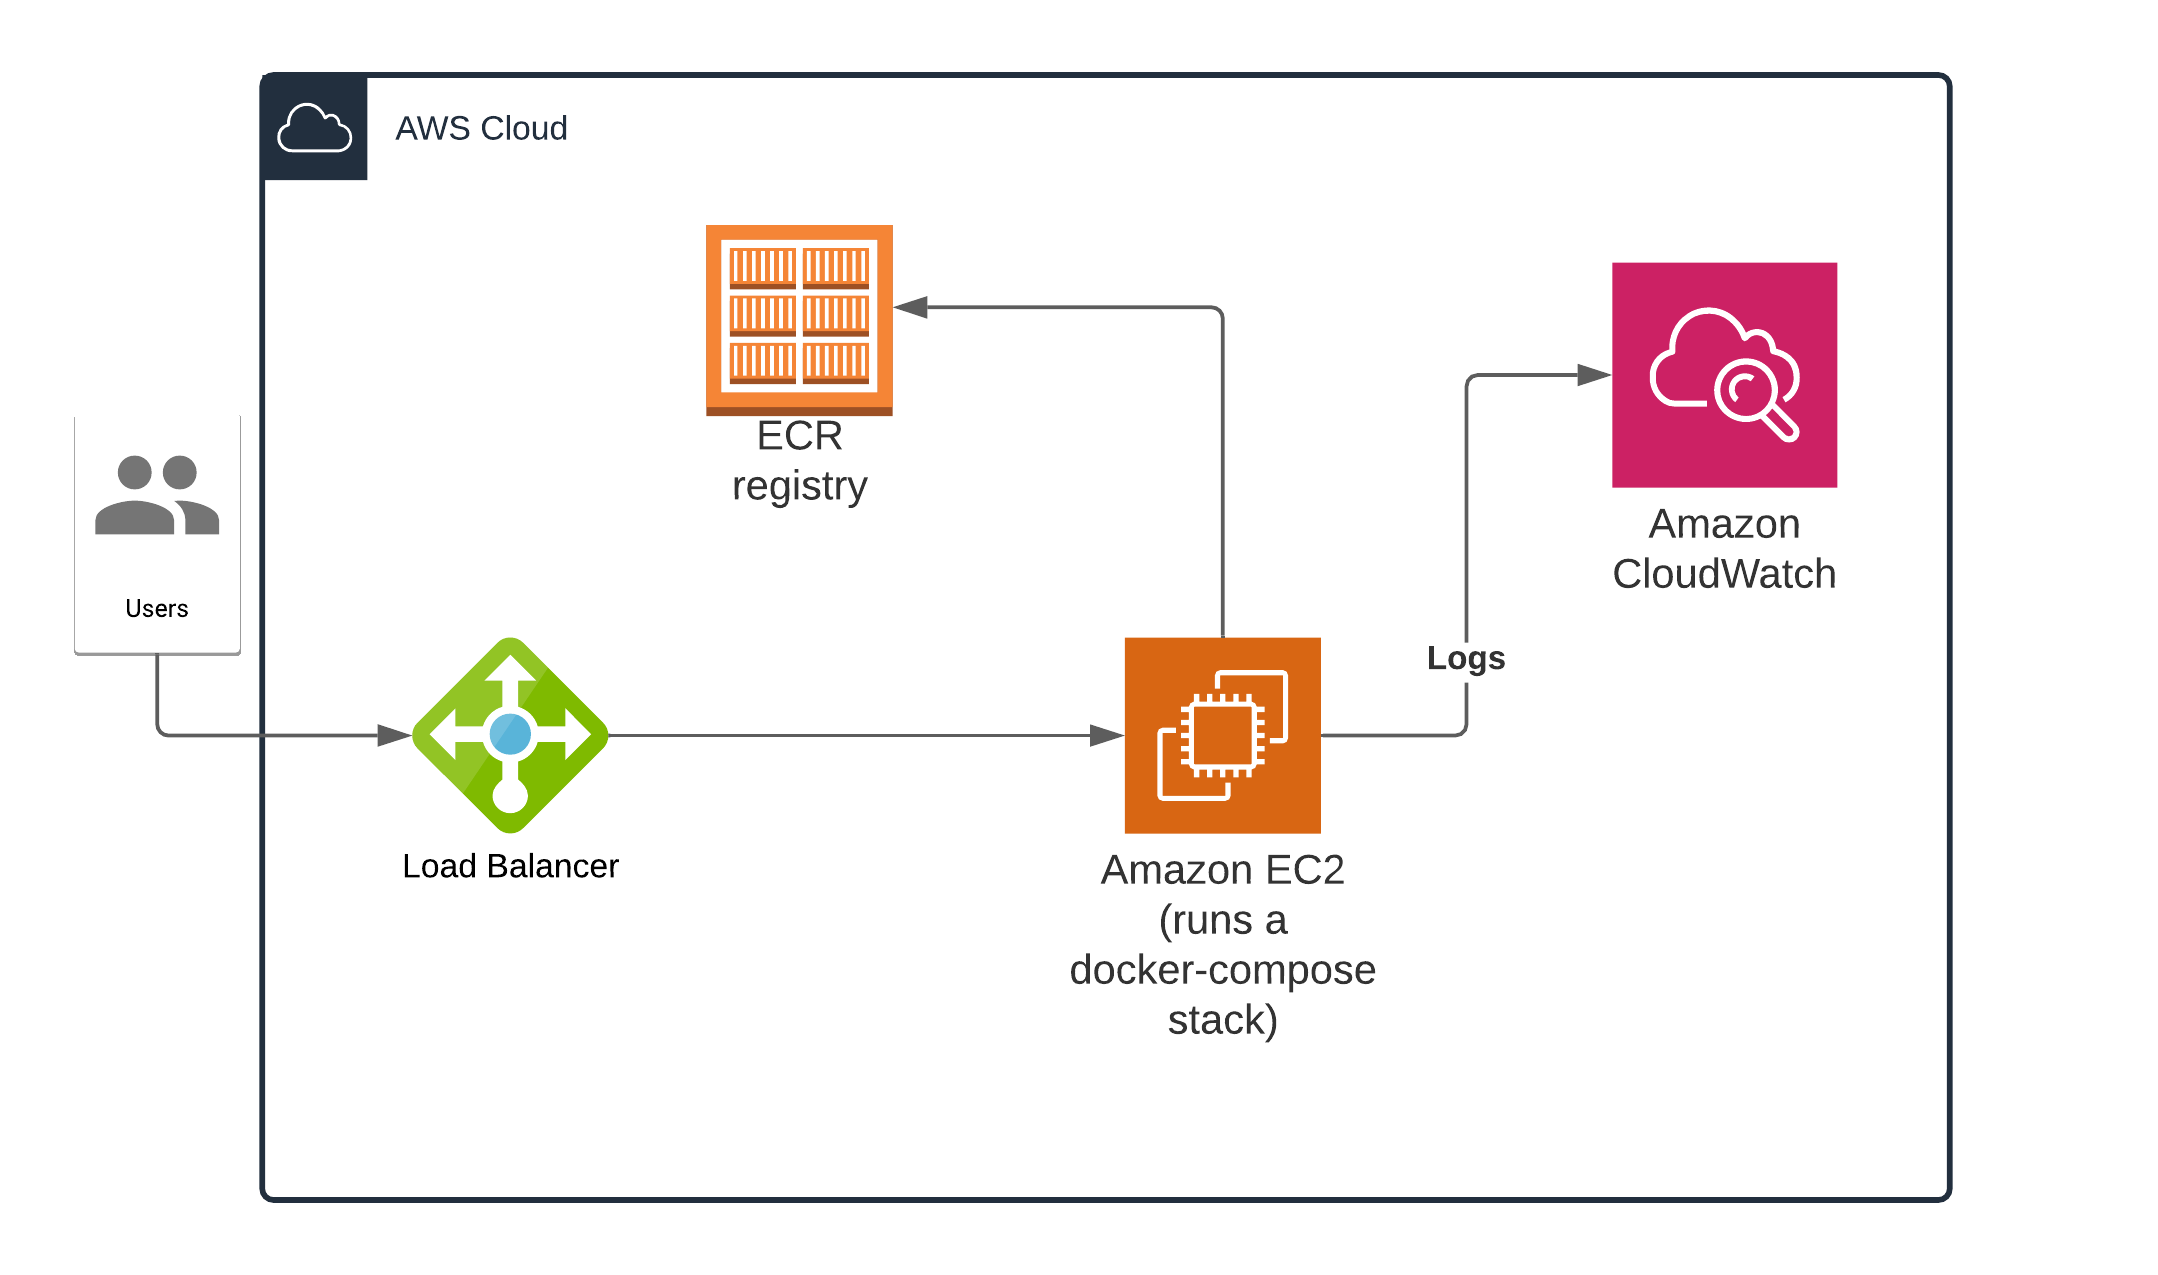 AWS Cloud
ECR
registry
Amazon
CloudWatch
Users
Logs
Load Balancer
Amazon EC2
(runs a
docker-compose
stack)